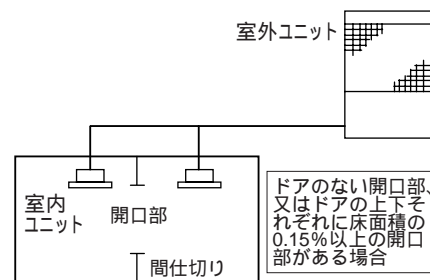 室外ユニット
室内
ユニット
開口部
間仕切り
ドアのない開口部、
又はドアの上下そ
れぞれに床面積の
0.15%以上の開口
部がある場合